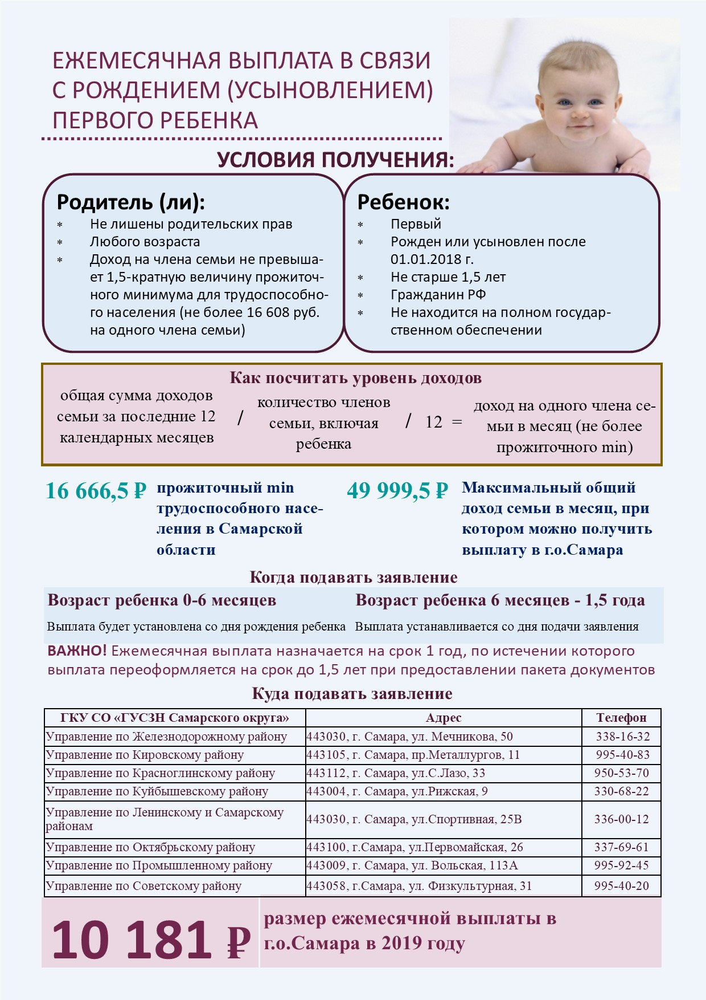 ЕЖЕМЕСЯЧНАЯ ВЫПЛАТА В СВЯЗИ
С РОЖДЕНИЕМ (УСЫНОВЛЕНИЕМ)
ПЕРВОГО РЕБЕНКА
УСЛОВИЯ ПОЛУЧЕНИЯ:
Родитель (ли):
* Не лишены родительских прав
* Любого возраста
* Доход на члена семьи не превыша-
ет 1,5-кратную величину прожиточ-
ного минимума для трудоспособно-
го населения (не более 16 608 руб.
на одного члена семьи)
Ребенок:
* Первый
* Рожден или усыновлен после
01.01.2018 г.
* Не старше 1,5 лет
* Гражданин РФ
* Не находится на полном государ-
ственном обеспечении
Как посчитать уровень доходов
общая сумма доходов
семьи за последние 12
календарных месяцев
/
количество членов
семьи, включая
ребенка
/ 12 =
доход на одного члена се-
мьи в месяц (не более
прожиточного min)
16 666,5 ₽
прожиточный min
трудоспособного насе-
ления в Самарской
области
49 999,5 ₽
Максимальный общий
доход семьи в месяц, при
котором можно получить
выплату в г.о.Самара
Когда подавать заявление
Возраст ребенка 0-6 месяцев
Выплата будет установлена со дня рождения ребенка
Возраст ребенка 6 месяцев - 1,5 года
Выплата устанавливается со дня подачи заявления
ВАЖНО! Ежемесячная выплата назначается на срок 1 год, по истечении которого
выплата переоформляется на срок до 1,5 лет при предоставлении пакета документов
Куда подавать заявление
ГКУ СО «ГУСЗН Самарского округа» Адрес Телефон
Управление по Железнодорожному району 443030, г. Самара, ул. Мечникова, 50 338-16-32
Управление по Кировскому району 443105, г. Самара, пр.Металлургов, 11 995-40-83
Управление по Красноглинскому району 443112, г. Самара, ул.С.Лазо, 33 950-53-70
Управление по Куйбышевскому району 443004, г. Самара, ул.Рижская, 9 330-68-22
Управление по Ленинскому и Самарскому
районам 443030, г. Самара, ул.Спортивная, 25В 336-00-12
Управление по Октябрьскому району 443100, г.Самара, ул.Первомайская, 26 337-69-61
Управление по Промышленному району 443009, г. Самара, ул. Вольская, 113А 995-92-45
Управление по Советскому району 443058, г.Самара, ул. Физкультурная, 31 995-40-20
10 181 ₽
размер ежемесячной выплаты в
г.о.Самара в 2019 году